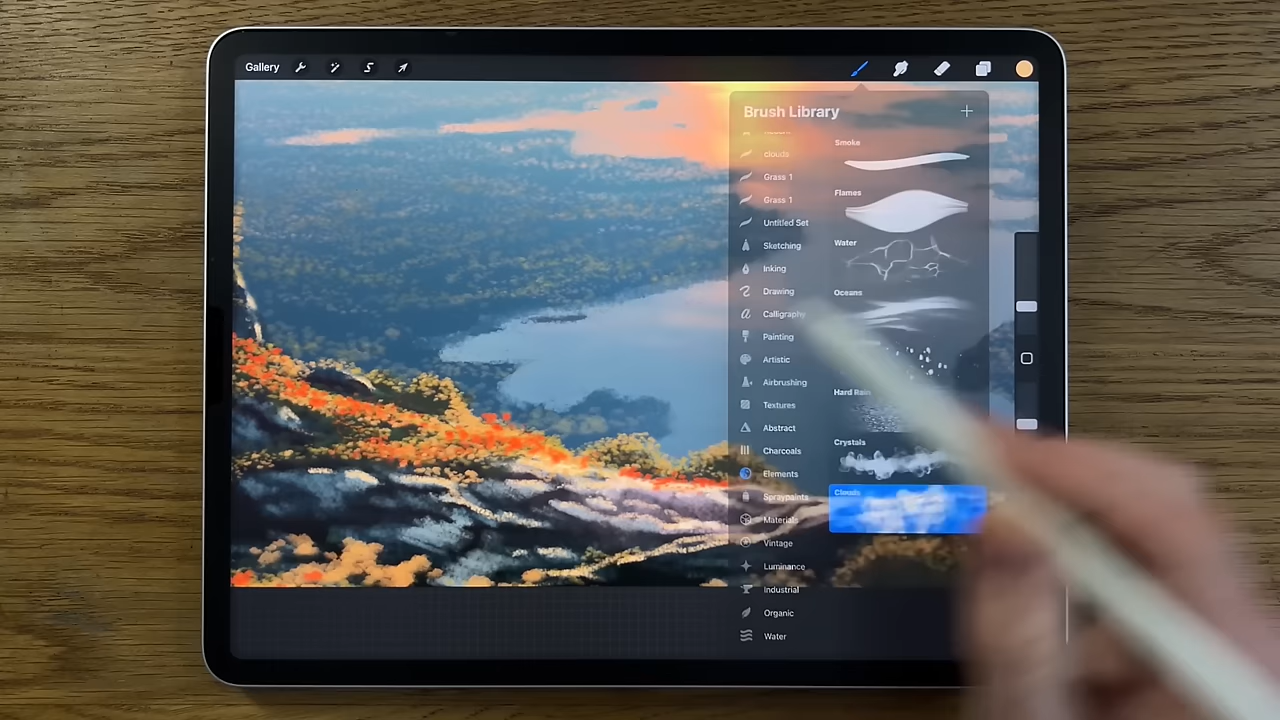 Gallery
Brush Library
clouds
Grass 1
Grass 1
Untitled Set
Sketching
Inking
Drawing
Calligraphy
Painting
Artistic
Airbrushing
Textures
Abstract
Charcoals
Elements
Spraypaints
Materials
Vintage
Luminance
Industrial
Organic
Water
Smoke
Flames
Water
Oceans
Hard Rain
Crystals
Clouds